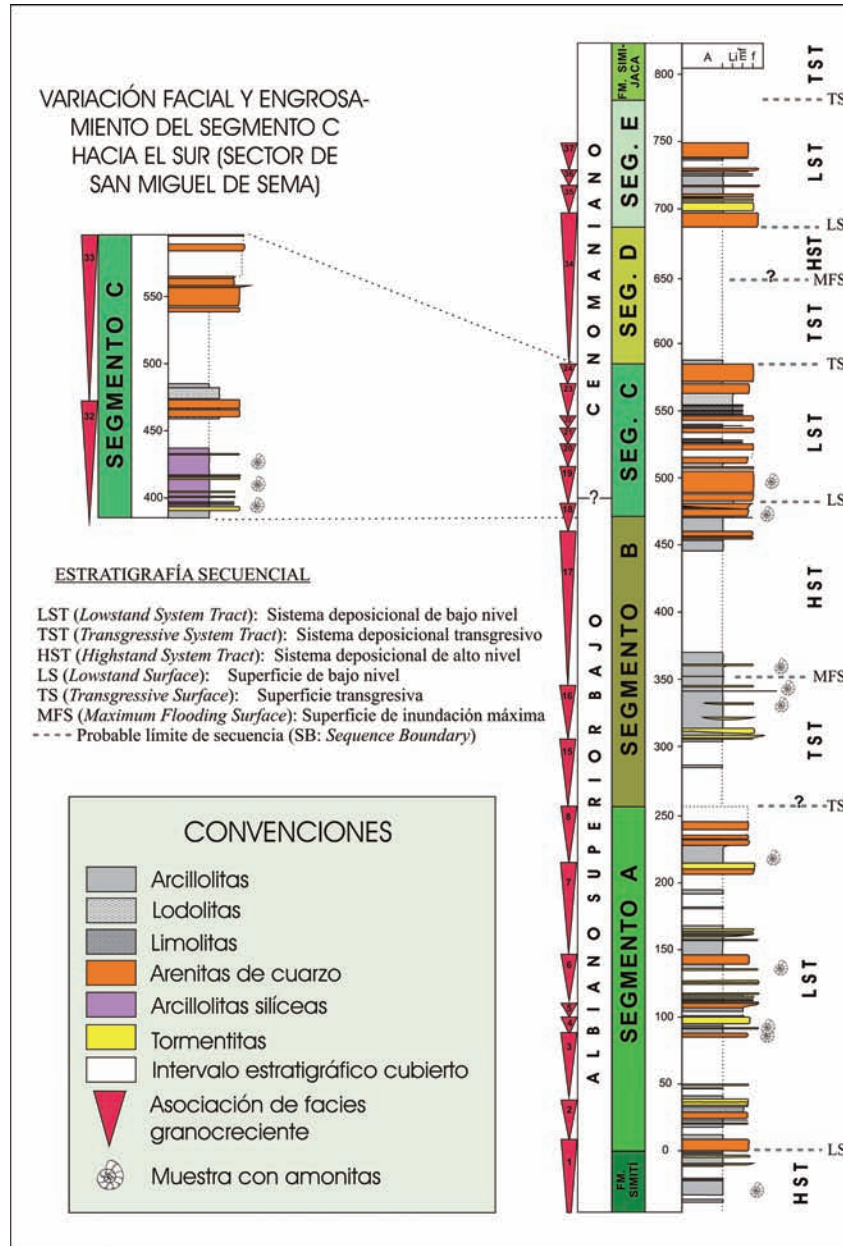 VARIACIÓN FACIAL Y ENGROSA-
MIENTO DEL SEGMENTO C
HACIA EL SUR (SECTOR DE
SAN MIGUEL DE SEMA)
33
32
SEGMENTO C
550
500
450
400
ESTRATIGRAFÍA SECUENCIAL
LST (Lowstand System Tract): Sistema deposicional de bajo nivel
TST (Transgressive System Tract): Sistema deposicional transgresivo
HST (Highstand System Tract): Sistema deposicional de alto nivel
LS (Lowstand Surface): Superficie de bajo nivel
TS (Transgressive Surface): Superficie transgresiva
MFS (Maximum Flooding Surface): Superficie de inundación máxima
Probable límite de secuencia (SB: Sequence Boundary)
CONVENCIONES
Arcillolitas
Lodolitas
Limolitas
Arenitas de cuarzo
Arcillolitas silíceas
Tormentitas
Intervalo estratigráfico cubierto
Asociación de facies
granocreciente
Muestra con amonitas
37
36
35
34
24
23
21
20
19
18
17
16
15
8
7
6
5
4
3
2
1
CENOMANIANO
?
ALBIANO SUPERIOR BAJO
FM. SIMI-
JACA
SEG. E
SEG. D
SEG. C
SEGMENTO B
SEGMENTO A
FM.
SIMITÍ
800
750
700
650
600
550
500
450
400
350
300
250
200
150
100
50
0
A
f
TST
TS
LST
LS
HST
? MFS
TST
TS
LST
LS
HST
MFS
TST
? TS
LST
LS
HST